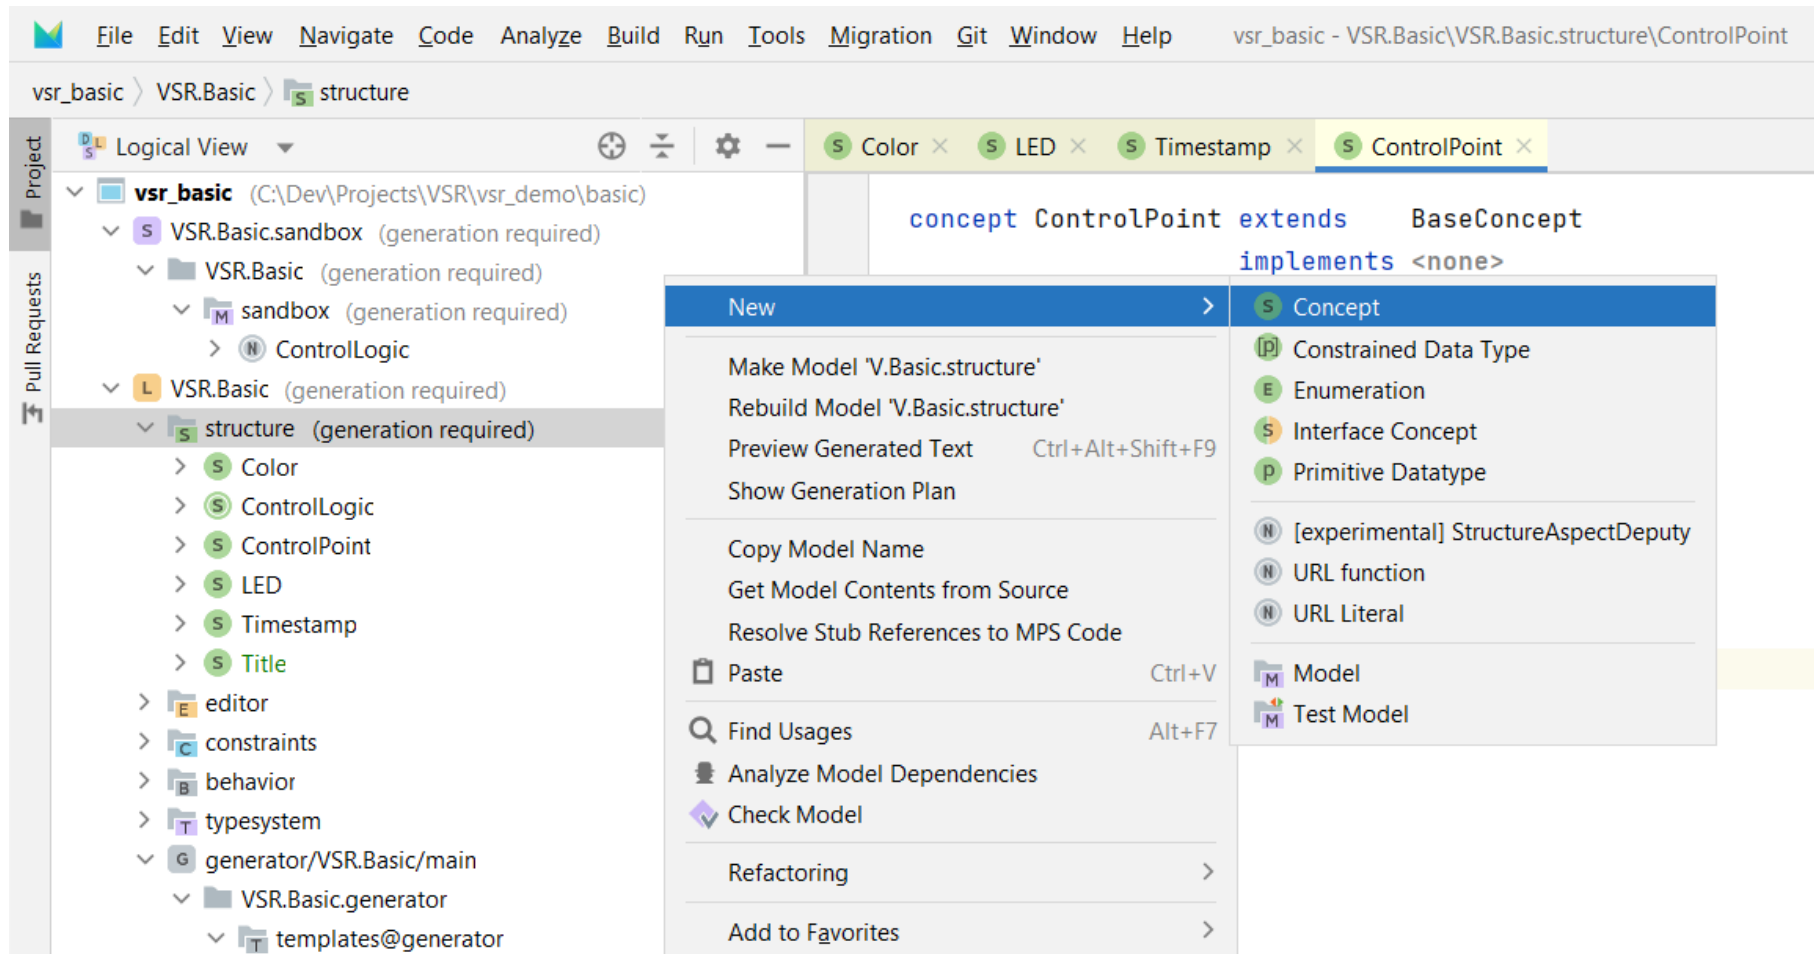 File Edit View Navigate Code Analyze Build Run Tools Migration Git Window Help vsr_basic - VSR.Basic\VSR.Basic.structure\ControlPoint
vsr_basic VSR.Basic S structure
Project
Pull Requests
Logical View
vsr_basic (C:\Dev\Projects\VSR\vsr_demo\basic)
S VSR.Basic.sandbox (generation required)
VSR.Basic (generation required)
M sandbox (generation required)
N ControlLogic
L VSR.Basic (generation required)
S structure (generation required)
S Color
S ControlLogic
S ControlPoint
S LED
S Timestamp
S Title
E editor
C constraints
B behavior
T typesystem
G generator/VSR.Basic/main
VSR.Basic.generator
T templates@generator
S Color S LED S Timestamp S ControlPoint
concept ControlPoint extends BaseConcept
implements <none>
New
Make Model 'V.Basic.structure'
Rebuild Model 'V.Basic.structure'
Preview Generated Text Ctrl+Alt+Shift+F9
Show Generation Plan
Copy Model Name
Get Model Contents from Source
Resolve Stub References to MPS Code
Paste Ctrl+V
Find Usages Alt+F7
Analyze Model Dependencies
Check Model
Refactoring
Add to Favorites
S Concept
[p] Constrained Data Type
E Enumeration
S Interface Concept
p Primitive Datatype
N [experimental] StructureAspectDeputy
N URL function
N URL Literal
M Model
M Test Model